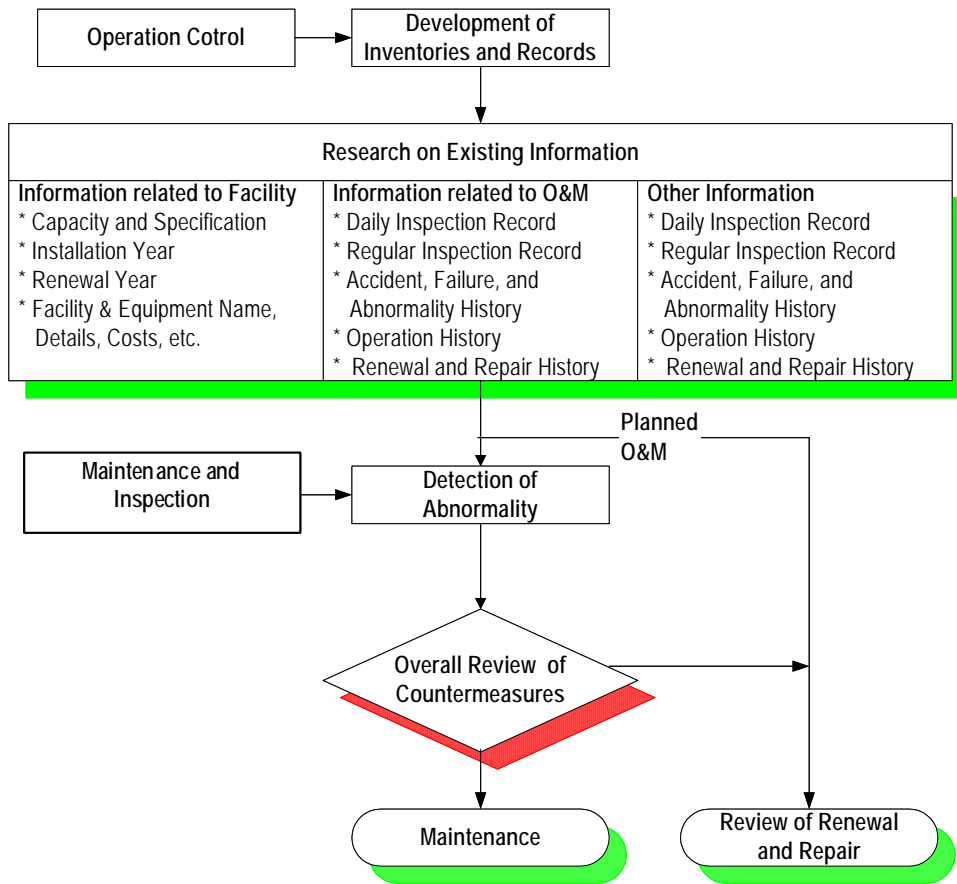 Operation Cotrol
Development of
Inventories and Records
Research on Existing Information
Information related to Facility
* Capacity and Specification
* Installation Year
* Renewal Year
* Facility & Equipment Name,
Details, Costs, etc.
Information related to O&M
* Daily Inspection Record
* Regular Inspection Record
* Accident, Failure, and
Abnormality History
* Operation History
* Renewal and Repair History
Other Information
* Daily Inspection Record
* Regular Inspection Record
* Accident, Failure, and
Abnormality History
* Operation History
* Renewal and Repair History
Planned
O&M
Maintenance and
Inspection
Detection of
Abnormality
Overall Review of
Countermeasures
Maintenance
Review of Renewal
and Repair